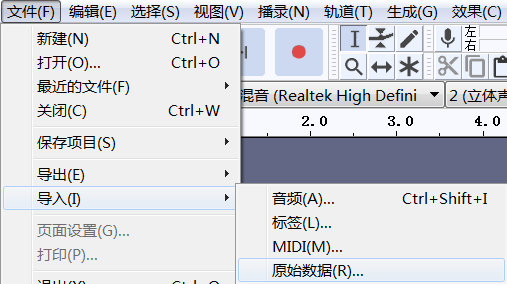 文件(F) 编辑(E) 选择(S) 视图(V) 播录(N) 轨道(T) 生成(G) 效果(C)
新建(N) Ctrl+N
打开(O)... Ctrl+O
最近的文件(F)
关闭(C) Ctrl+W
保存项目(S)
导出(E)
导入(I)
页面设置(G)...
打印(P)...
左
右
混音 (Realtek High Defini
2 (立体声
2.0 3.0 4.0
音频(A)... Ctrl+Shift+I
标签(L)...
MIDI(M)...
原始数据(R)...